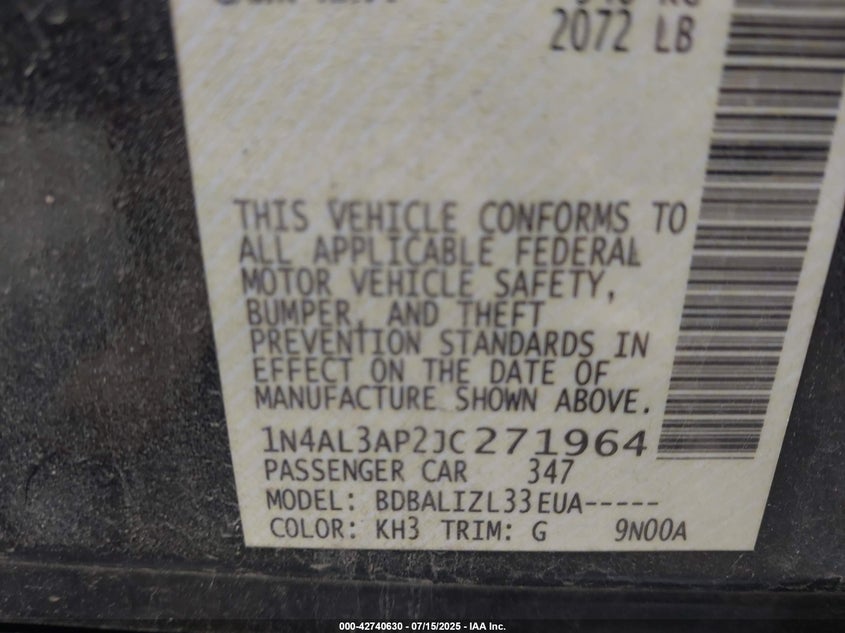 2072 LB
THIS VEHICLE CONFORMS TO
ALL APPLICABLE FEDERAL
MOTOR VEHICLE SAFETY,
BUMPER, AND THEFT
PREVENTION STANDARDS IN
EFFECT ON THE DATE OF
MANUFACTURE SHOWN ABOVE.
1N4AL3AP2JC271964
PASSENGER CAR 347
MODEL: BDBALIZL33EUA-----
COLOR: KH3 TRIM: G 9N00A
000-42740630 - 07/15/2025 - IAA Inc.